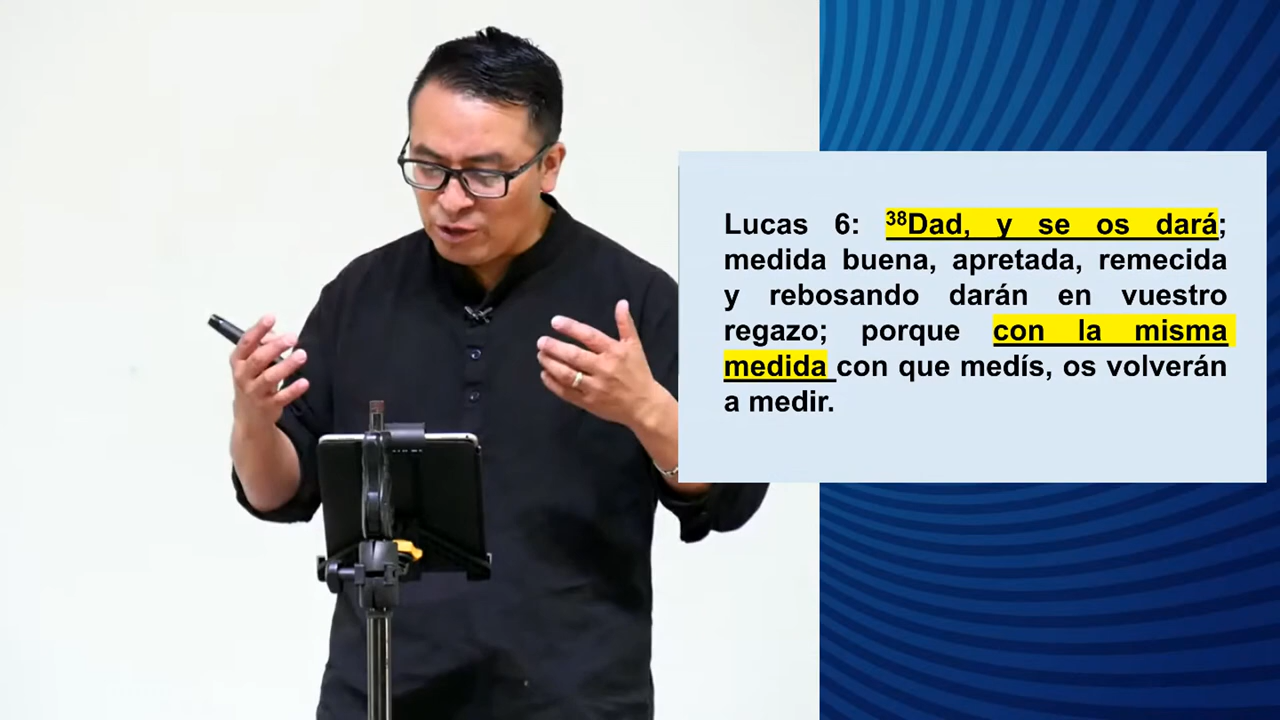 Lucas 6: ³⁸Dad, y se os dará;
medida buena, apretada, remecida
y rebosando darán en vuestro
regazo; porque con la misma
medida con que medís, os volverán
a medir.